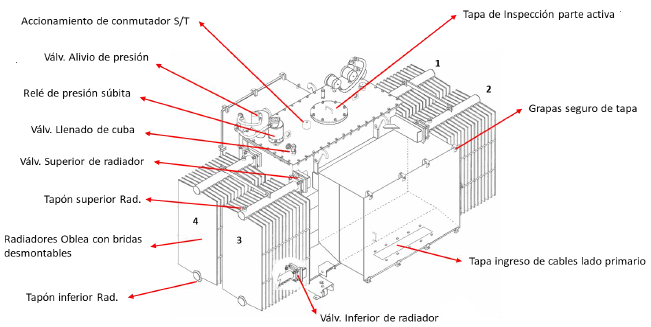 Accionamiento de conmutador S/T
Tapa de Inspección parte activa
Válv. Alivio de presión
1
Relé de presión súbita
2
Grapas seguro de tapa
Válv. Llenado de cuba
Válv. Superior de radiador
Tapón superior Rad.
4
3
Radiadores Oblea con bridas
desmontables
Tapa ingreso de cables lado primario
Tapón inferior Rad.
Válv. Inferior de radiador